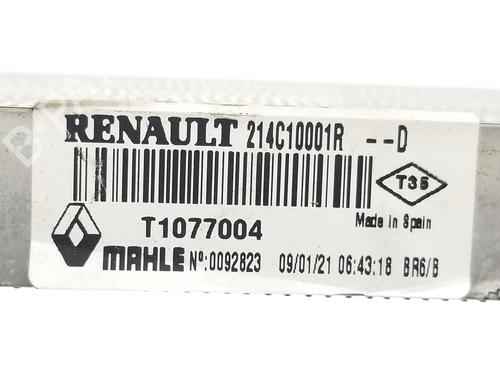 RENAULT 214C10001R --D
T35
Made in Spain
T1077004
MAHLE Nº:0092823 09/01/21 06:43:18 BR6/B